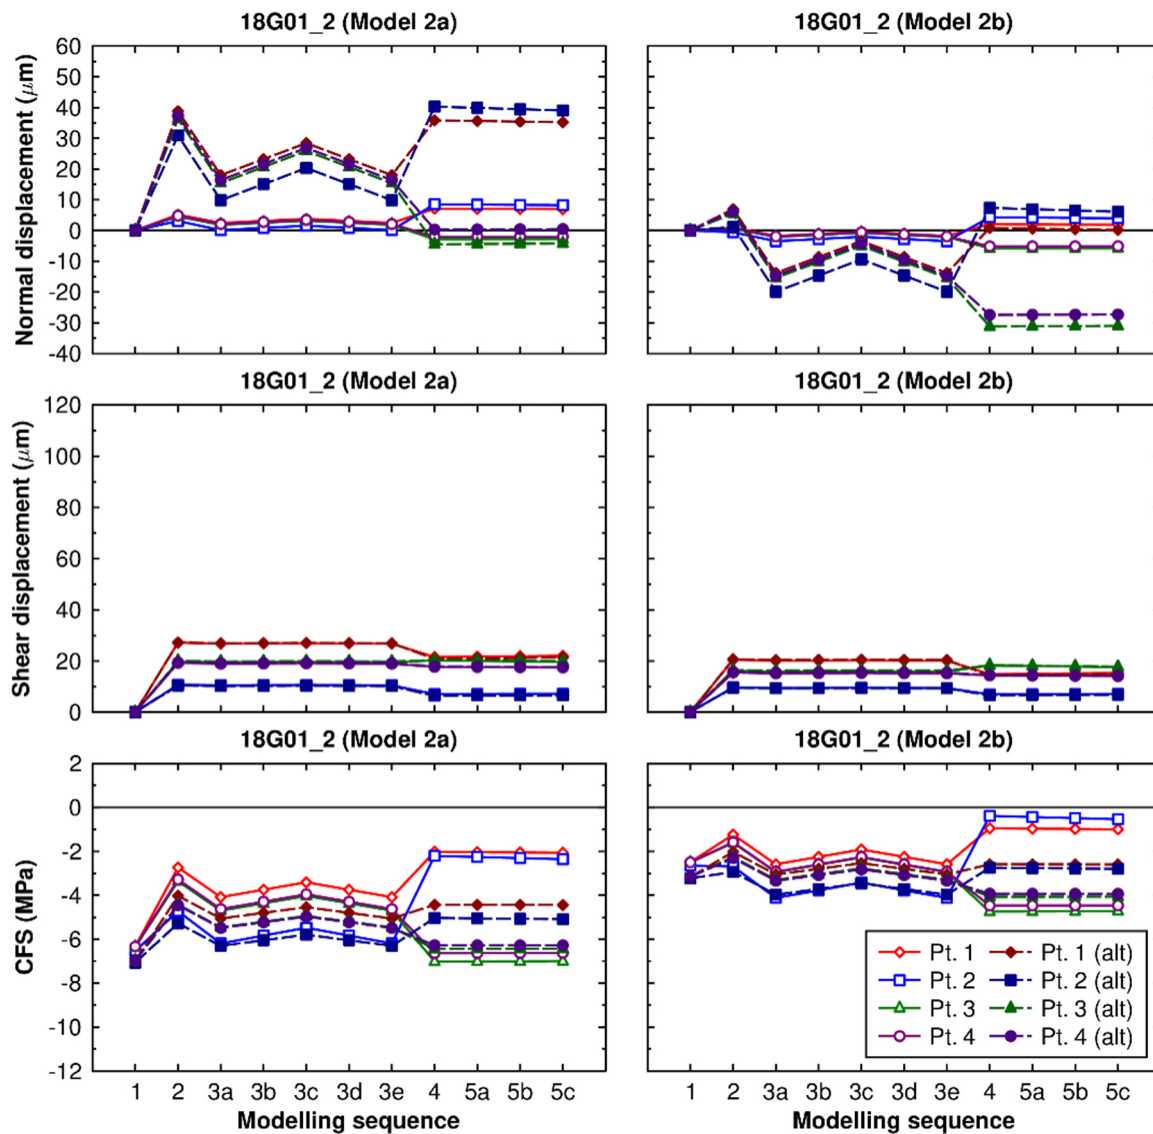 18G01_2 (Model 2a)
18G01_2 (Model 2b)
Normal displacement (μm)
60
50
40
30
20
10
0
-10
-20
-30
-40
18G01_2 (Model 2a)
18G01_2 (Model 2b)
Shear displacement (μm)
120
100
80
60
40
20
0
18G01_2 (Model 2a)
18G01_2 (Model 2b)
CFS (MPa)
2
0
-2
-4
-6
-8
-10
-12
Pt. 1 Pt. 1 (alt)
Pt. 2 Pt. 2 (alt)
Pt. 3 Pt. 3 (alt)
Pt. 4 Pt. 4 (alt)
1 2 3a 3b 3c 3d 3e 4 5a 5b 5c
1 2 3a 3b 3c 3d 3e 4 5a 5b 5c
Modelling sequence
Modelling sequence